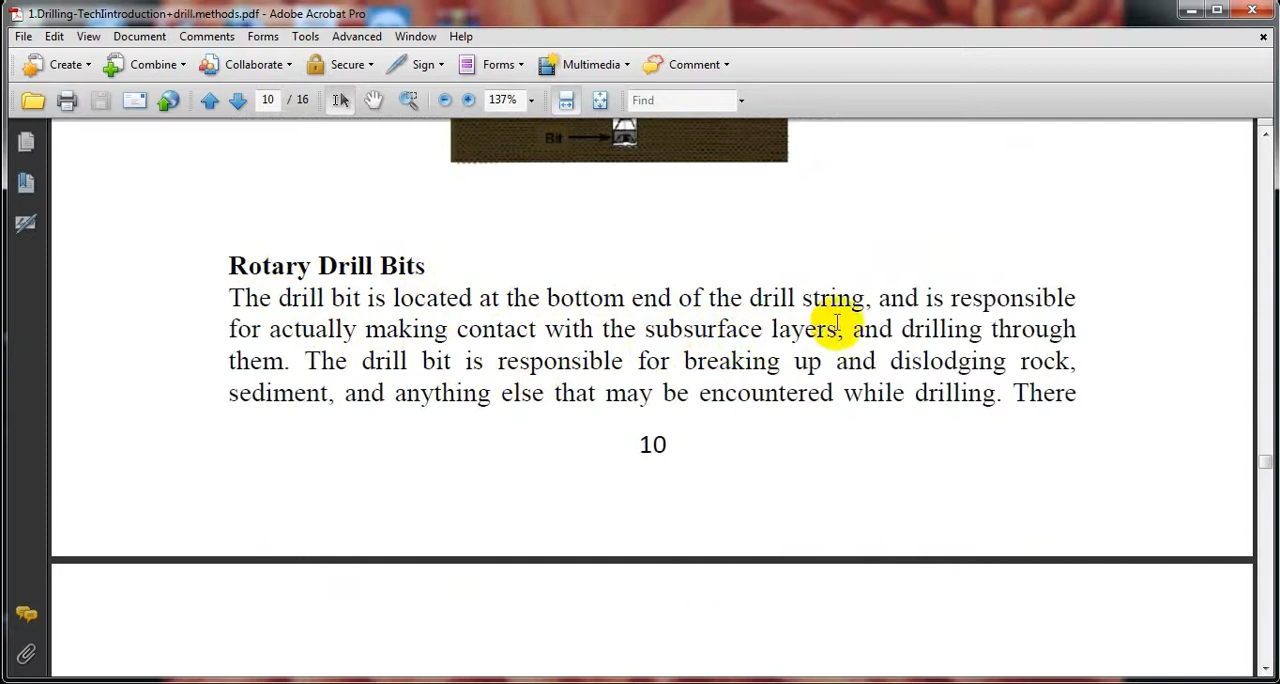 1.Drilling-TechIintroduction+drill.methods.pdf - Adobe Acrobat Pro
File Edit View Document Comments Forms Tools Advanced Window Help
Create Combine Collaborate Secure Sign Forms Multimedia Comment
10 / 16 137% Find
Bit
Rotary Drill Bits
The drill bit is located at the bottom end of the drill string, and is responsible
for actually making contact with the subsurface layers, and drilling through
them. The drill bit is responsible for breaking up and dislodging rock,
sediment, and anything else that may be encountered while drilling. There
10